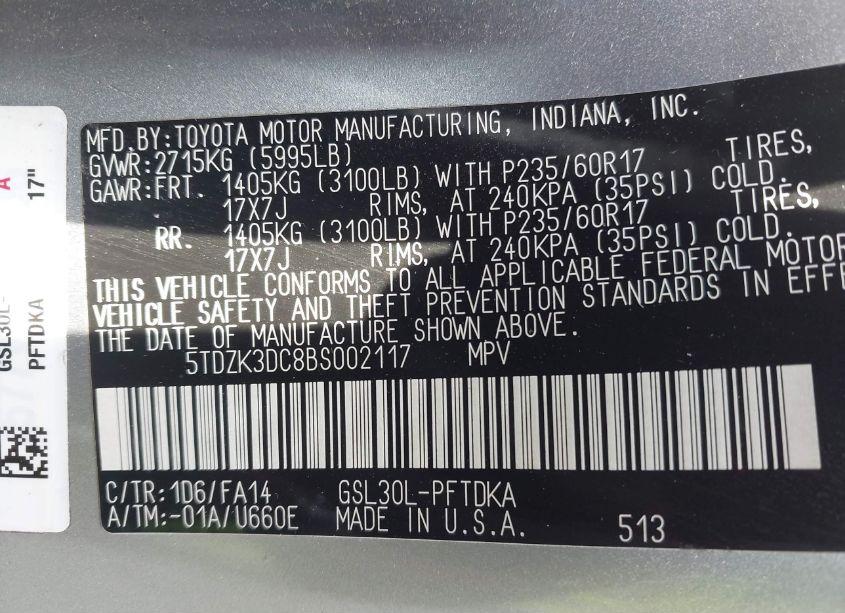 MFD.BY:TOYOTA MOTOR MANUFACTURING, INDIANA, INC.
GVWR:2715KG (5995LB)
GAWR:FRT. 1405KG (3100LB) WITH P235/60R17 TIRES,
17X7J RIMS, AT 240KPA (35PSI) COLD.
RR. 1405KG (3100LB) WITH P235/60R17 TIRES,
17X7J RIMS, AT 240KPA (35PSI) COLD.
THIS VEHICLE CONFORMS TO ALL APPLICABLE FEDERAL MOTOR
VEHICLE SAFETY AND THEFT PREVENTION STANDARDS IN EFFE
THE DATE OF MANUFACTURE SHOWN ABOVE.
5TDZK3DC8BS002117 MPV
C/TR:1D6/FA14 GSL30L-PFTDKA
A/TM:-01A/U660E MADE IN U.S.A. 513
A
17"
GSL30L-
PFTDKA